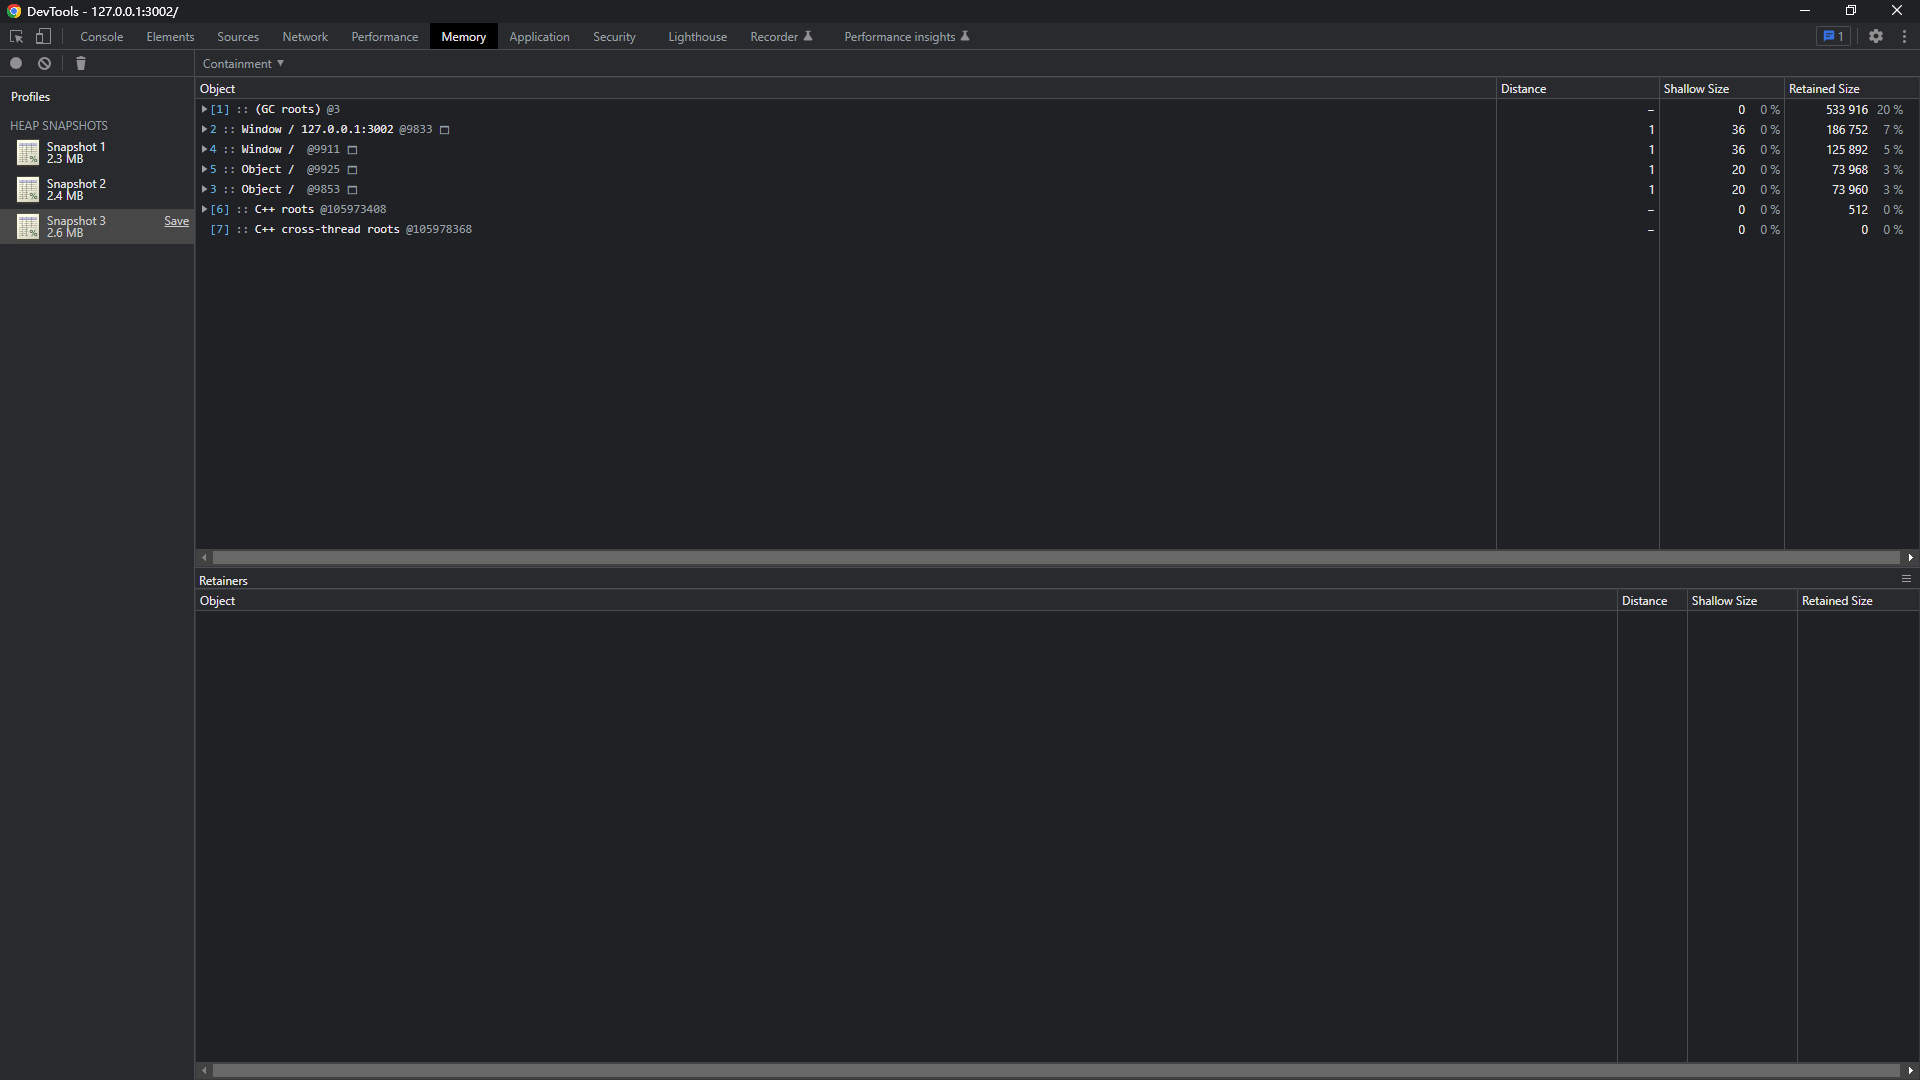 DevTools - 127.0.0.1:3002/
Console Elements Sources Network Performance Memory Application Security Lighthouse Recorder Performance insights 1
Containment ▼
Profiles
HEAP SNAPSHOTS
Snapshot 1
2.3 MB
Snapshot 2
2.4 MB
Snapshot 3 Save
2.6 MB
Object Distance Shallow Size Retained Size
[1] :: (GC roots) @3 – 0 0 % 533 916 20 %
2 :: Window / 127.0.0.1:3002 @9833 1 36 0 % 186 752 7 %
4 :: Window / @9911 1 36 0 % 125 892 5 %
5 :: Object / @9925 1 20 0 % 73 968 3 %
3 :: Object / @9853 1 20 0 % 73 960 3 %
[6] :: C++ roots @105973408 – 0 0 % 512 0 %
[7] :: C++ cross-thread roots @105978368 – 0 0 % 0 0 %
Retainers
Object Distance Shallow Size Retained Size